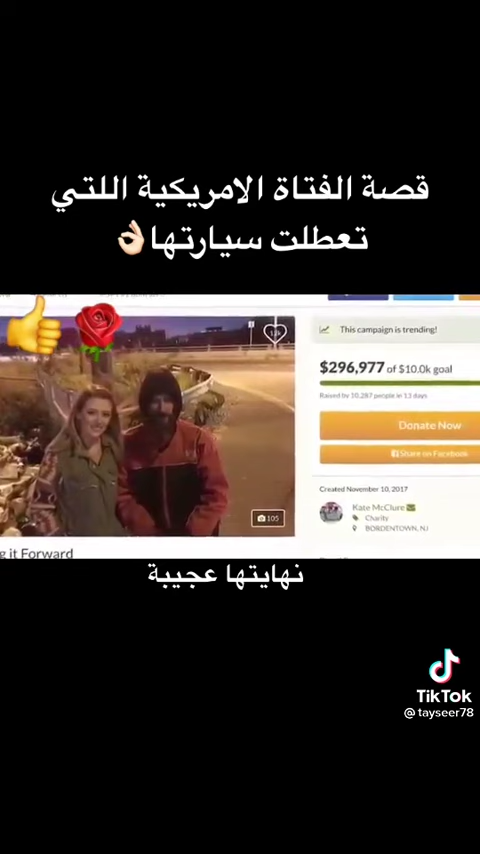 قصة الفتاة الامريكية اللتي
تعطلت سيارتها👌🏻
This campaign is trending!
$296,977 of $10.0k goal
Raised by 10,287 people in 13 days
Donate Now
Share on Facebook
Created November 10, 2017
Kate McClure
Charity
BORDENTOWN, NJ
105
g it Forward
نهايتها عجيبة
TikTok
@tayseer78